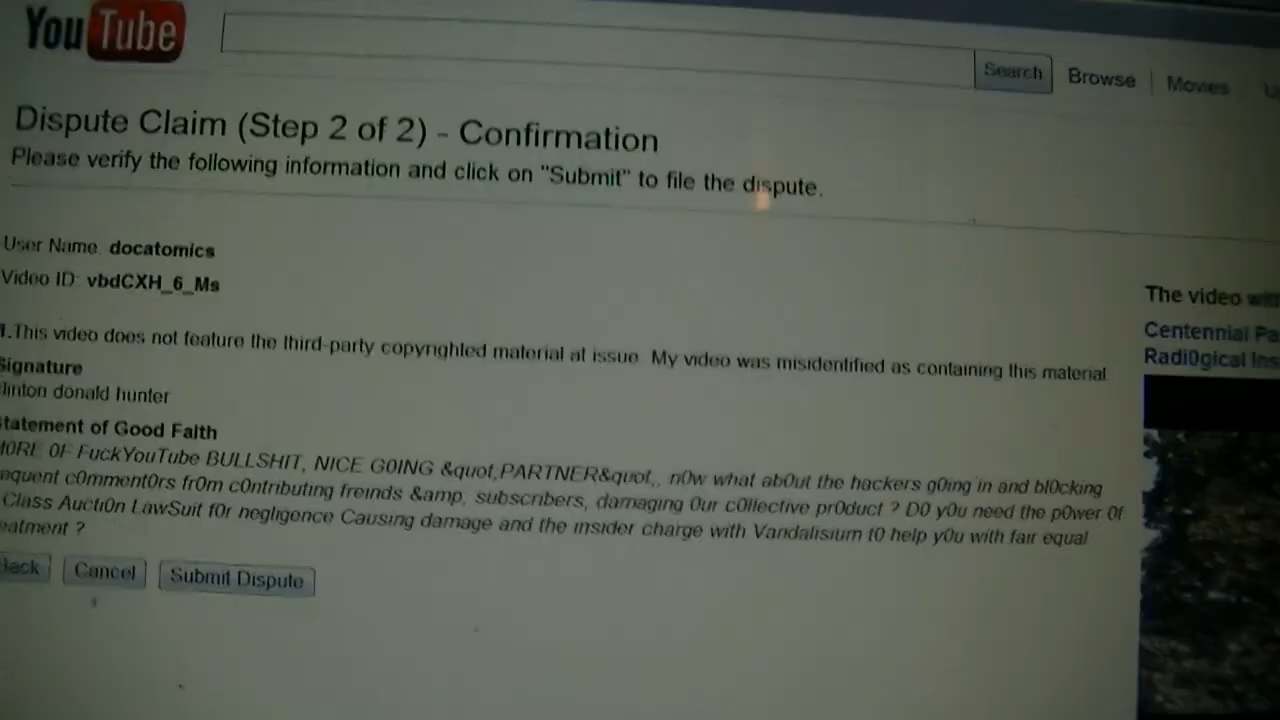 YouTube
Search Browse Movies
Dispute Claim (Step 2 of 2) - Confirmation
Please verify the following information and click on "Submit" to file the dispute.
User Name: docatomics
Video ID: vbdCXH_6_Ms
The video
Centennial
Radi0gical
1.This video does not feature the third-party copyrighted material at issue. My video was misidentified as containing this material.
Signature
linton donald hunter
Statement of Good Faith
0F FuckYouTube BULLSHIT, NICE G0ING &quot,PARTNER&quot,, n0w what ab0ut the hackers g0ing in and bl0cking
c0mment0rs fr0m c0ntributing freinds &amp; subscribers, damaging 0ur c0llective pr0duct ? D0 y0u need the p0wer 0f
Class Aucti0n LawSuit f0r negligence Causing damage and the insider charge with Vandalisium t0 help y0u with fair equal
eatment ?
Back Cancel Submit Dispute